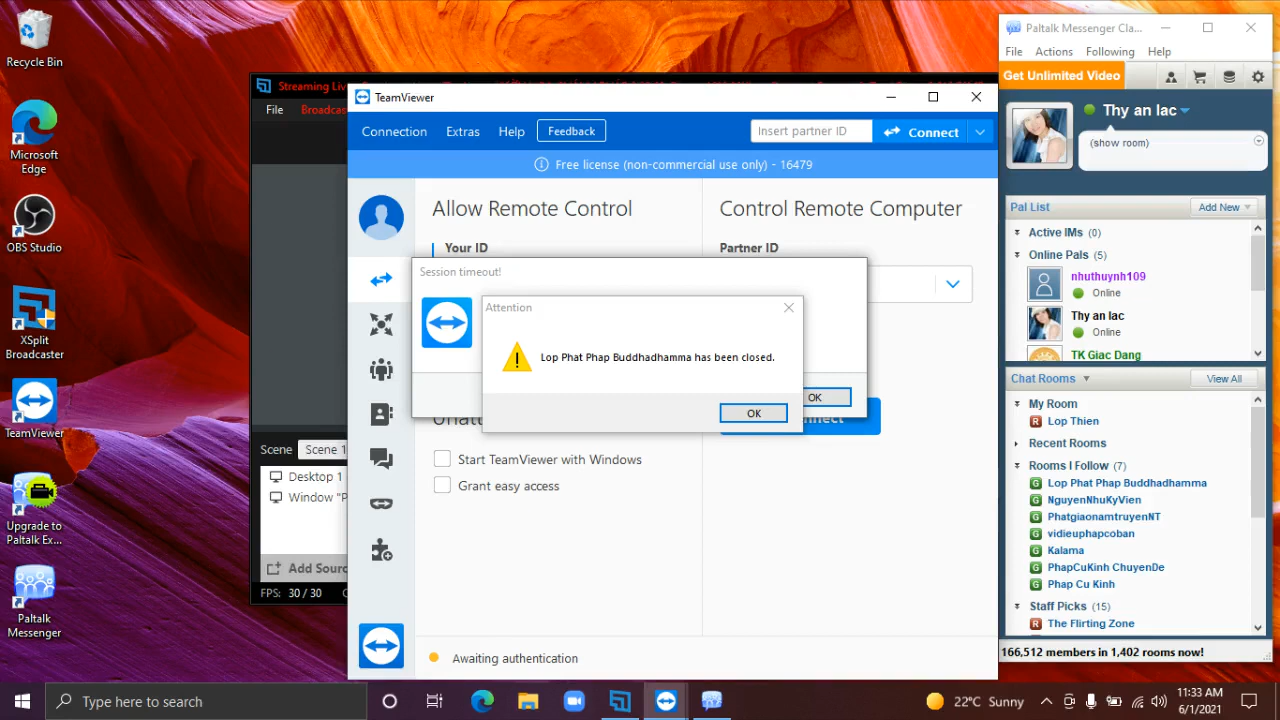 Recycle Bin
Microsoft
Edge
OBS Studio
XSplit
Broadcaster
TeamViewer
Upgrade to
Paltalk Ex...
Paltalk
Messenger
Streaming Liv
File
Broadcas
Scene
Scene 1
Desktop 1
Window "P
Add Sourc
FPS: 30 / 30
TeamViewer
Connection Extras Help Feedback
Insert partner ID
Connect
Free license (non-commercial use only) - 16479
Allow Remote Control
Your ID
Control Remote Computer
Partner ID
Session timeout!
OK
Attention
Lop Phat Phap Buddhadhamma has been closed.
OK
Start TeamViewer with Windows
Grant easy access
Awaiting authentication
Paltalk Messenger Cla...
File Actions Following Help
Get Unlimited Video
Thy an lac
(show room)
Pal List
Add New
Active IMs (0)
Online Pals (5)
nhuthuynh109
Online
Thy an lac
Online
TK Giac Dang
Chat Rooms
View All
My Room
R Lop Thien
Recent Rooms
Rooms I Follow (7)
G Lop Phat Phap Buddhadhamma
G NguyenNhuKyVien
G PhatgiaonamtruyenNT
G vidieuphapcoban
G Kalama
G PhapCuKinh ChuyenDe
G Phap Cu Kinh
Staff Picks (15)
R The Flirting Zone
166,512 members in 1,402 rooms now!
Type here to search
22°C Sunny
11:33 AM
6/1/2021